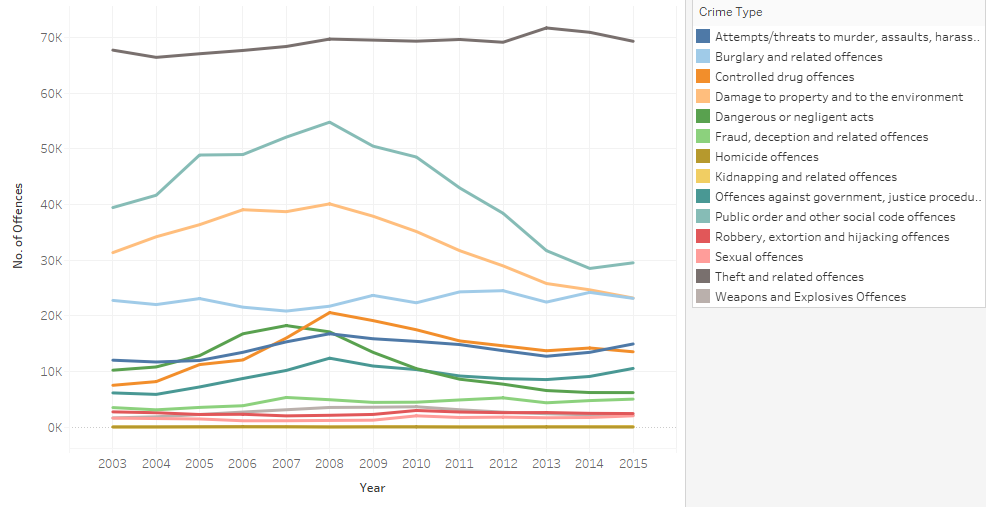 70K
60K
50K
40K
30K
20K
10K
0K
No. of Offences
2003 2004 2005 2006 2007 2008 2009 2010 2011 2012 2013 2014 2015
Year
Crime Type
Attempts/threats to murder, assaults, harass..
Burglary and related offences
Controlled drug offences
Damage to property and to the environment
Dangerous or negligent acts
Fraud, deception and related offences
Homicide offences
Kidnapping and related offences
Offences against government, justice procedu..
Public order and other social code offences
Robbery, extortion and hijacking offences
Sexual offences
Theft and related offences
Weapons and Explosives Offences